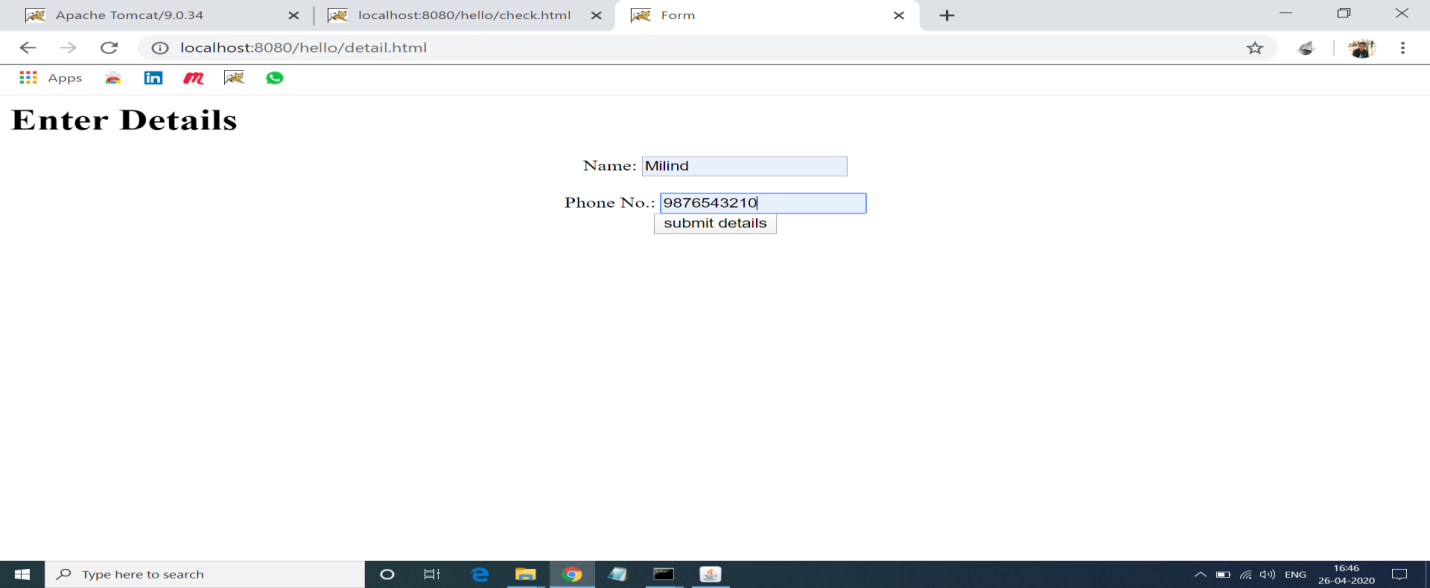 Apache Tomcat/9.0.34
localhost:8080/hello/check.html
Form
localhost:8080/hello/detail.html
Apps
in
m
Enter Details
Name: Milind
Phone No.: 9876543210
submit details
Type here to search
ENG
16:46
26-04-2020